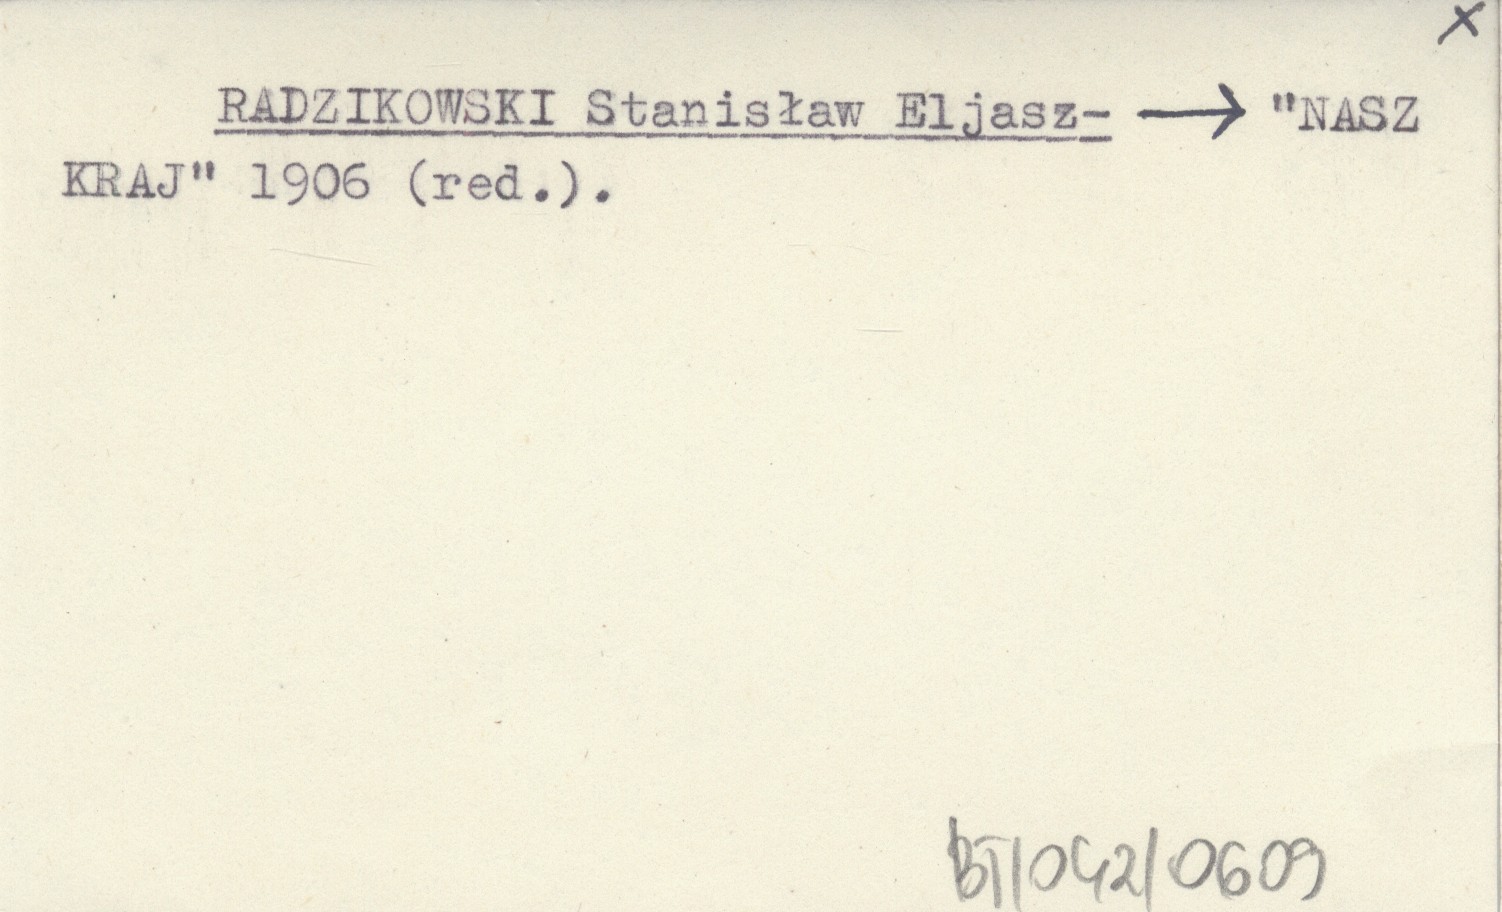 x
RADZIKOWSKI Stanisław Eljasz- → "NASZ
KRAJ" 1906 (red.).
BT/042/0609